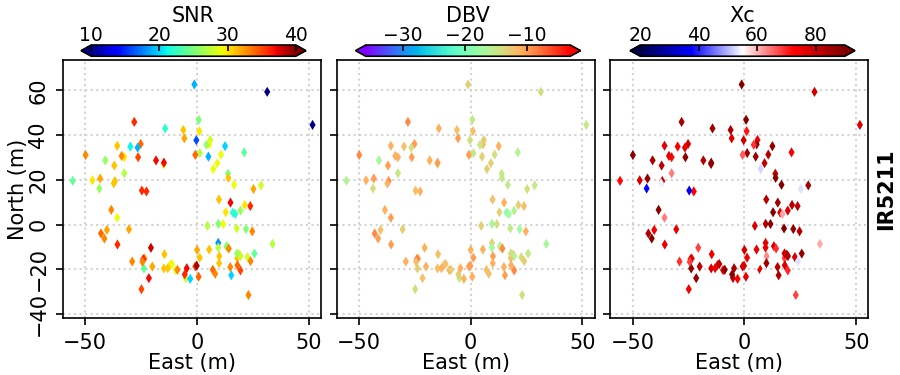 SNR DBV Xc
10 20 30 40 −30 −20 −10 20 40 60 80
60
40
20
0
−20
−40
North (m)
−50 0 50 −50 0 50 −50 0 50
East (m) East (m) East (m)
IR5211